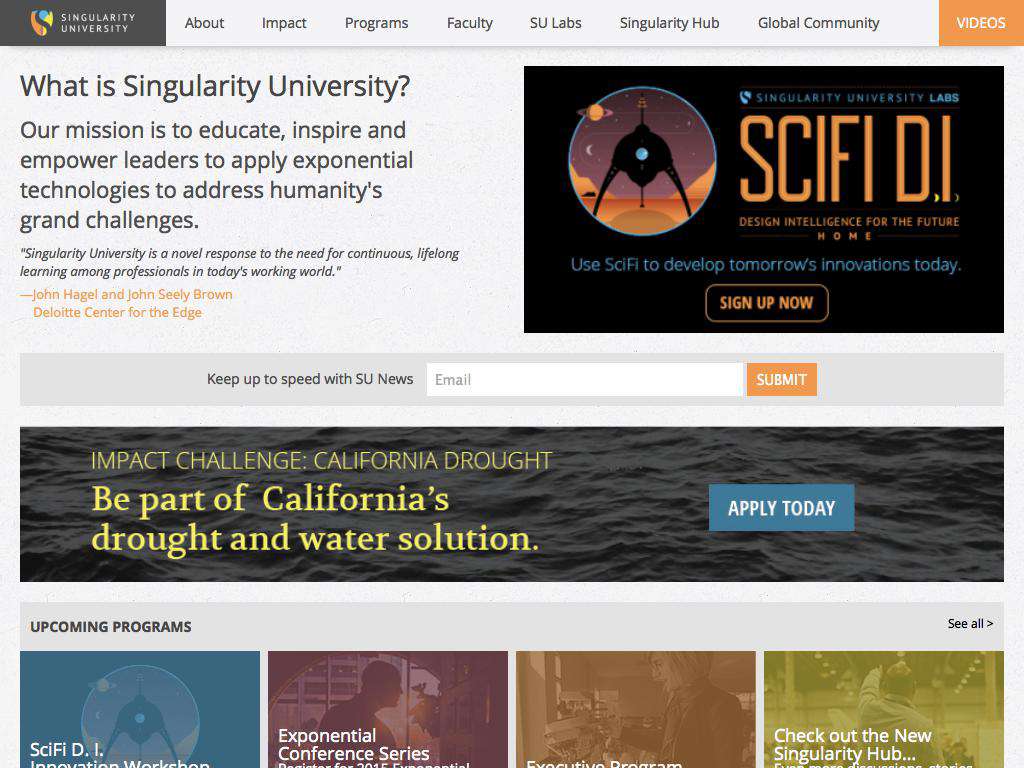 SINGULARITY
UNIVERSITY
About
Impact
Programs
Faculty
SU Labs
Singularity Hub
Global Community
VIDEOS
What is Singularity University?
Our mission is to educate, inspire and
empower leaders to apply exponential
technologies to address humanity's
grand challenges.
"Singularity University is a novel response to the need for continuous, lifelong
learning among professionals in today's working world."
—John Hagel and John Seely Brown
Deloitte Center for the Edge
SINGULARITY UNIVERSITY LABS
SCIFI D.I.
DESIGN INTELLIGENCE FOR THE FUTURE
HOME
Use SciFi to develop tomorrow's innovations today.
SIGN UP NOW
Keep up to speed with SU News
Email
SUBMIT
IMPACT CHALLENGE: CALIFORNIA DROUGHT
Be part of California's
drought and water solution.
APPLY TODAY
UPCOMING PROGRAMS
See all >
SciFi D. I.
Innovation Workshop
Exponential
Conference Series
Register for 2015 Exponential
Executive Program
Check out the New
Singularity Hub...
Even more discussions, stories